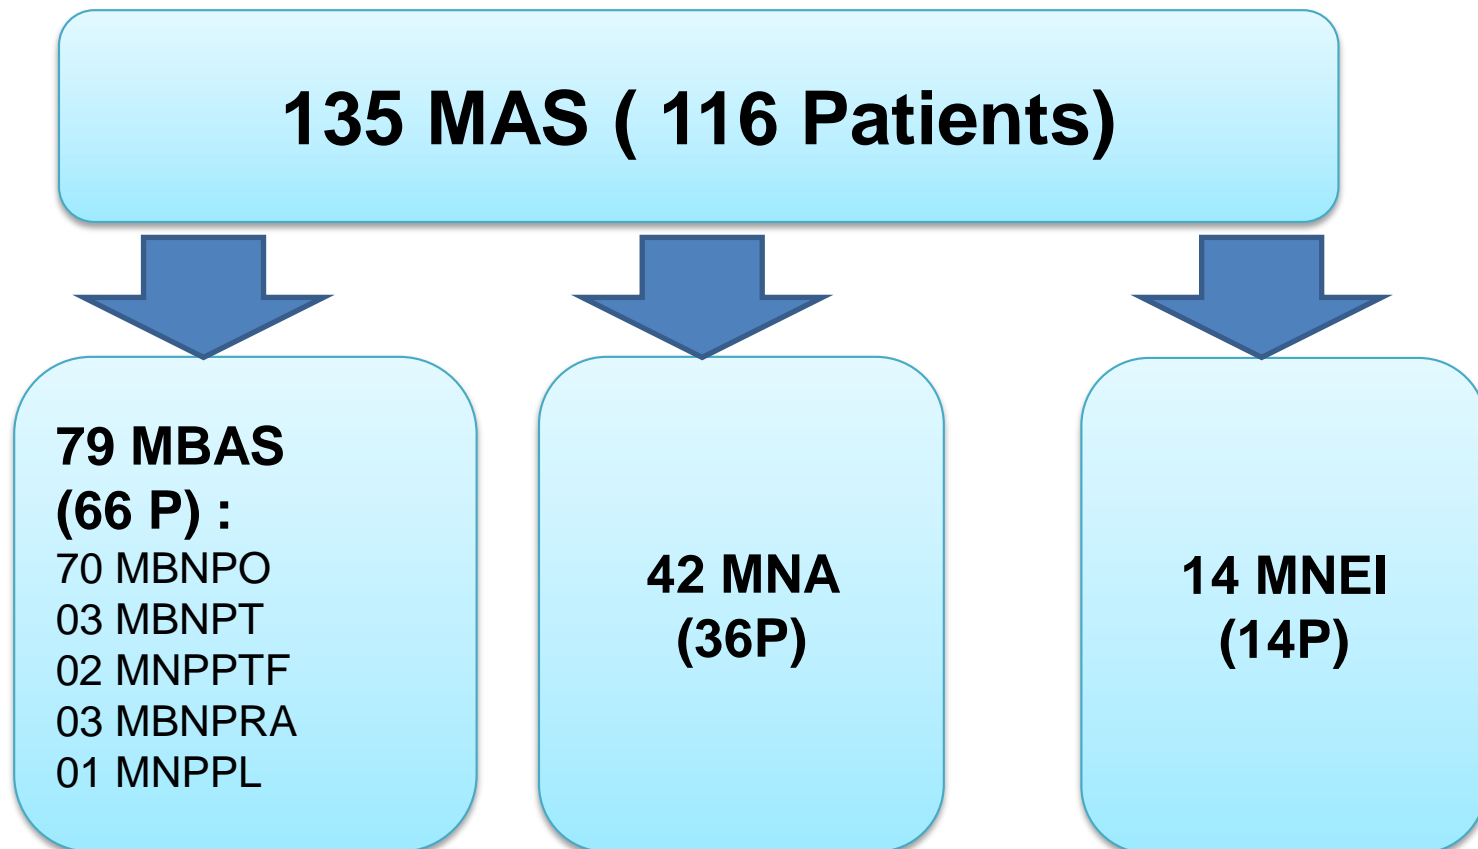 135 MAS ( 116 Patients)
79 MBAS
(66 P) :
70 MBNPO
03 MBNPT
02 MNPPTF
03 MBNPRA
01 MNPPL
42 MNA
(36P)
14 MNEI
(14P)